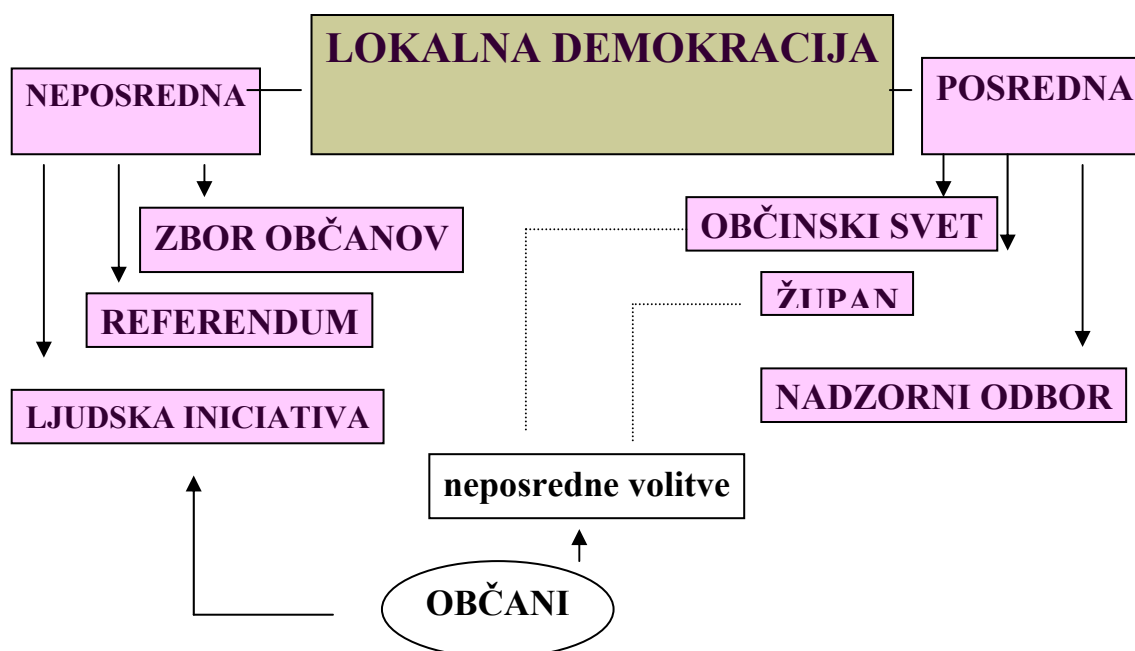 LOKALNA DEMOKRACIJA
NEPOSREDNA
POSREDNA
ZBOR OBČANOV
OBČINSKI SVET
REFERENDUM
ŽUPAN
LJUDSKA INICIATIVA
NADZORNI ODBOR
neposredne volitve
OBČANI